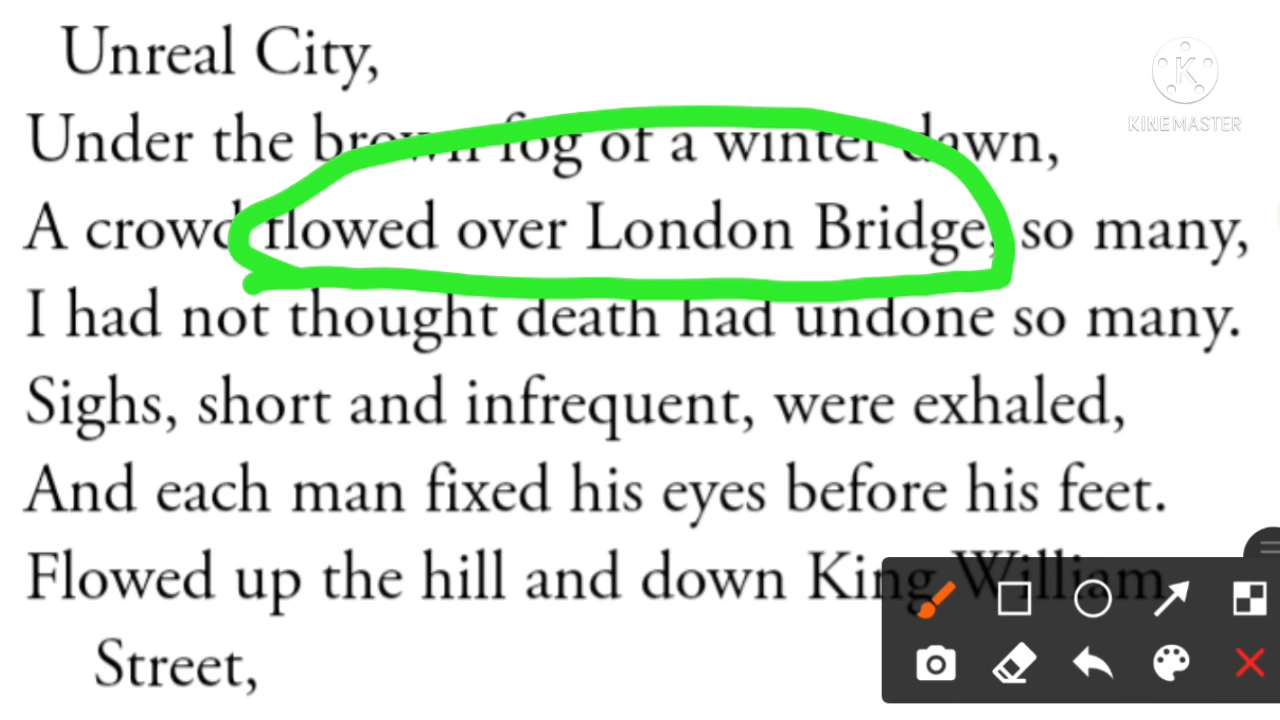 Unreal City,
Under the brown fog of a winter dawn,
A crowd flowed over London Bridge, so many,
I had not thought death had undone so many.
Sighs, short and infrequent, were exhaled,
And each man fixed his eyes before his feet.
Flowed up the hill and down King William
Street,
K
KINEMASTER